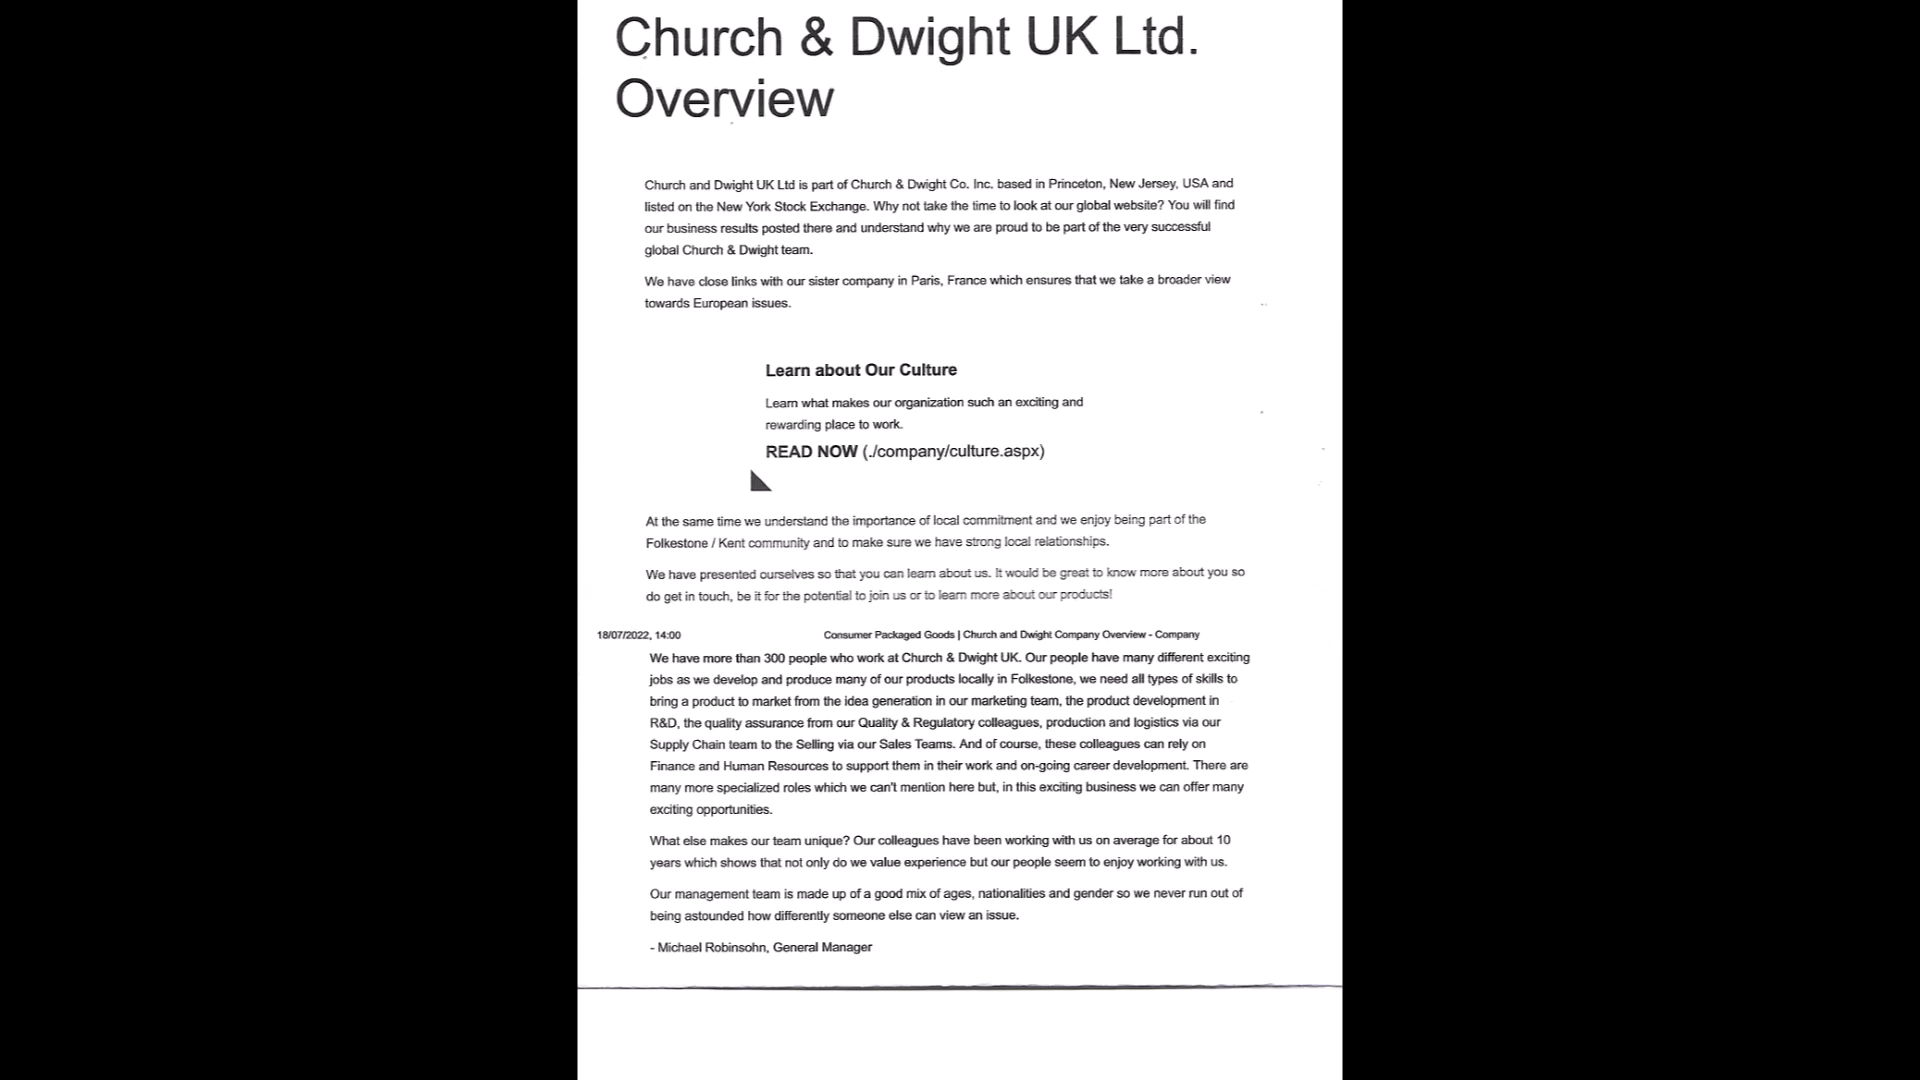 Church & Dwight UK Ltd.
Overview
Church and Dwight UK Ltd is part of Church & Dwight Co. Inc. based in Princeton, New Jersey, USA and
listed on the New York Stock Exchange. Why not take the time to look at our global website? You will find
our business results posted there and understand why we are proud to be part of the very successful
global Church & Dwight team.
We have close links with our sister company in Paris, France which ensures that we take a broader view
towards European issues.
Learn about Our Culture
Learn what makes our organization such an exciting and
rewarding place to work.
READ NOW (./company/culture.aspx)
At the same time we understand the importance of local commitment and we enjoy being part of the
Folkestone / Kent community and to make sure we have strong local relationships.
We have presented ourselves so that you can learn about us. It would be great to know more about you so
do get in touch, be it for the potential to join us or to learn more about our products!
18/07/2022, 14:00 Consumer Packaged Goods | Church and Dwight Company Overview - Company
We have more than 300 people who work at Church & Dwight UK. Our people have many different exciting
jobs as we develop and produce many of our products locally in Folkestone, we need all types of skills to
bring a product to market from the idea generation in our marketing team, the product development in
R&D, the quality assurance from our Quality & Regulatory colleagues, production and logistics via our
Supply Chain team to the Selling via our Sales Teams. And of course, these colleagues can rely on
Finance and Human Resources to support them in their work and on-going career development. There are
many more specialized roles which we can't mention here but, in this exciting business we can offer many
exciting opportunities.
What else makes our team unique? Our colleagues have been working with us on average for about 10
years which shows that not only do we value experience but our people seem to enjoy working with us.
Our management team is made up of a good mix of ages, nationalities and gender so we never run out of
being astounded how differently someone else can view an issue.
- Michael Robinsohn, General Manager